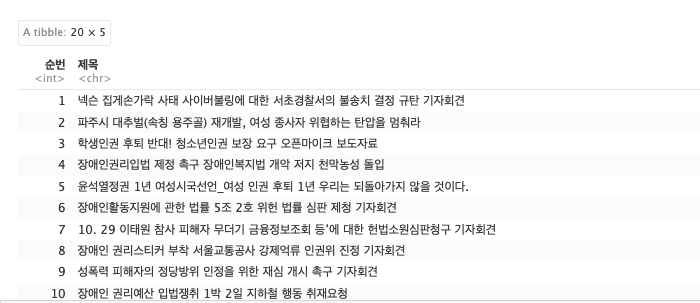 A tibble: 20 × 5
순번 제목
<int> <chr>
1 넥슨 집게손가락 사태 사이버불링에 대한 서초경찰서의 불송치 결정 규탄 기자회견
2 파주시 대추벌(속칭 용주골) 재개발, 여성 종사자 위협하는 탄압을 멈춰라
3 학생인권 후퇴 반대! 청소년인권 보장 요구 오픈마이크 보도자료
4 장애인권리입법 제정 촉구 장애인복지법 개악 저지 천막농성 돌입
5 윤석열정권 1년 여성시국선언_여성 인권 후퇴 1년 우리는 되돌아가지 않을 것이다.
6 장애인활동지원에 관한 법률 5조 2호 위헌 법률 심판 제청 기자회견
7 10. 29 이태원 참사 피해자 무더기 금융정보조회 등’에 대한 헌법소원심판청구 기자회견
8 장애인 권리스티커 부착 서울교통공사 강제억류 인권위 진정 기자회견
9 성폭력 피해자의 정당방위 인정을 위한 재심 개시 촉구 기자회견
10 장애인 권리예산 입법쟁취 1박 2일 지하철 행동 취재요청